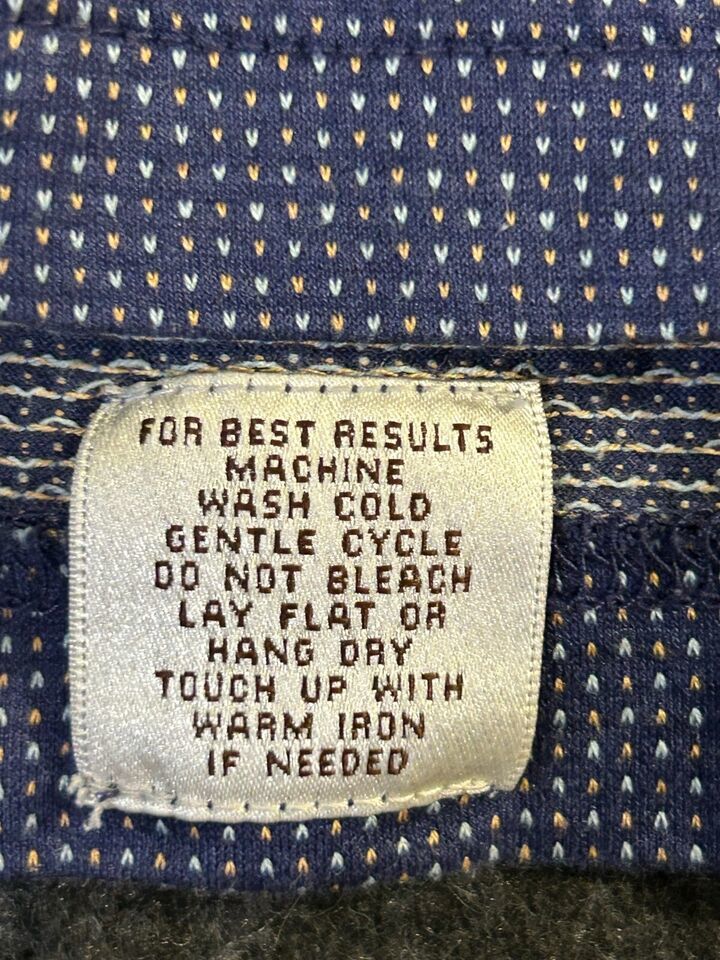 FOR BEST RESULTS
MACHINE
WASH COLD
GENTLE CYCLE
DO NOT BLEACH
LAY FLAT OR
HANG DRY
TOUCH UP WITH
WARM IRON
IF NEEDED